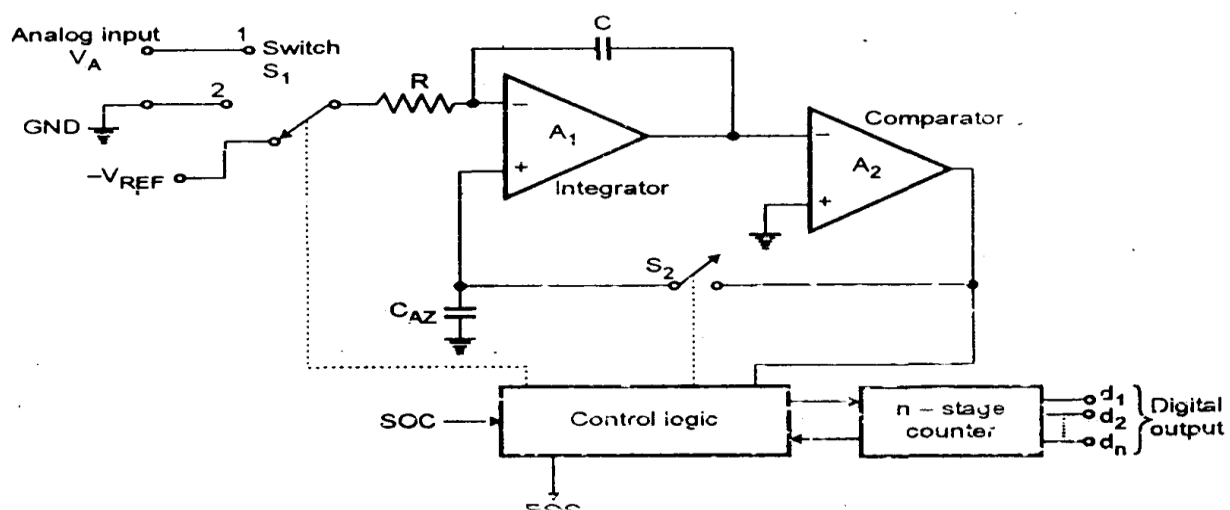 Analog input
V_A
1
Switch
S_1
2
GND
−V_REF
R
C
−
+
A_1
Integrator
Comparator
−
+
A_2
S_2
C_AZ
SOC
Control logic
n – stage
counter
d_1
d_2
d_n
Digital
output